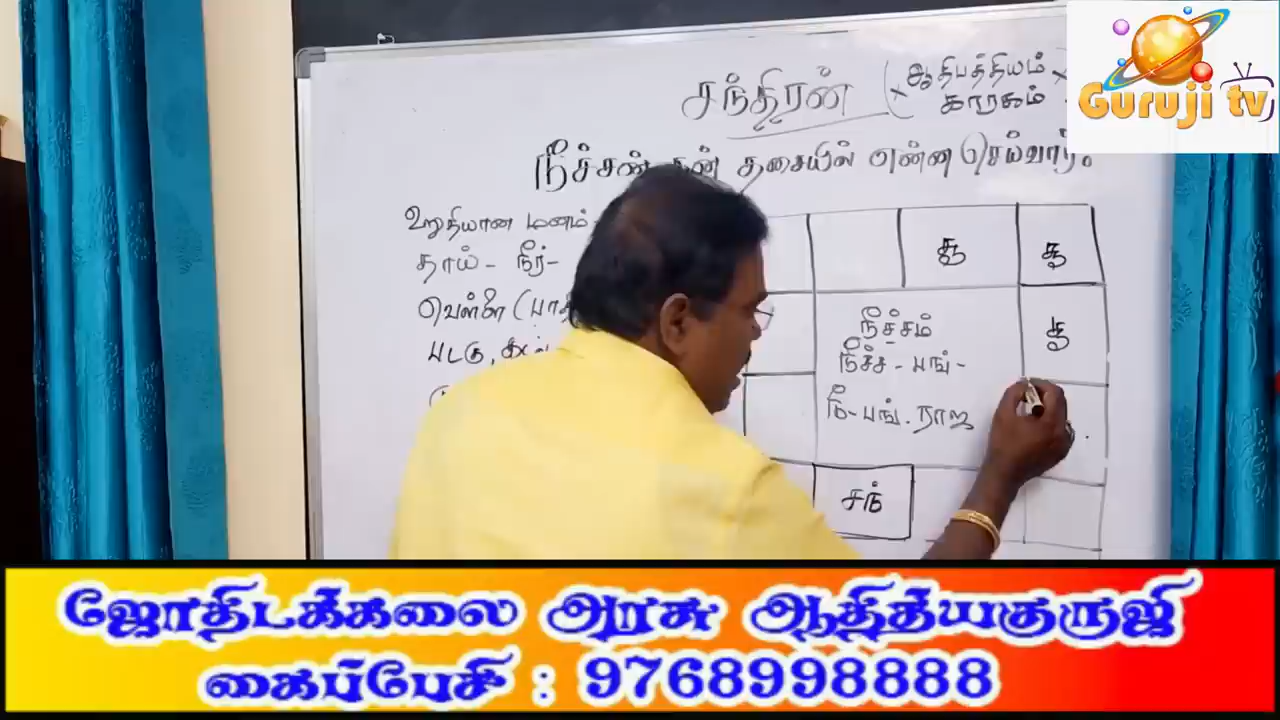 Guruji tv
சந்திரன்
ஆதிபத்தியம்
காரகம்
நீச்சன் தன் தசையில் என்ன செய்வார்.
உறுதியான மனம்
தாய் - நீர் -
வெள்ளி
படகு,
சூ
சூ
சூ
நீச்சம்
நீச்ச - பங் -
நீ - பங். ராஜ
சந்
ஜோதிடக்கலை அரசு ஆதித்யகுருஜி
கைப்பேசி : 9768998888